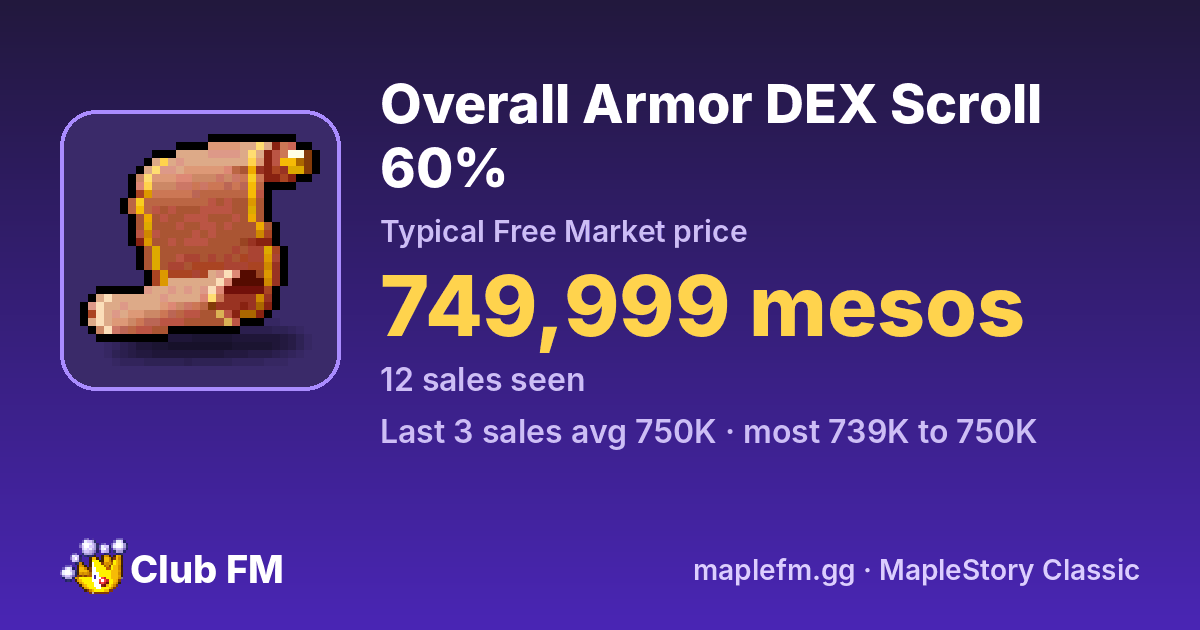 Overall Armor DEX Scroll
60%
Typical Free Market price
749,999 mesos
12 sales seen
Last 3 sales avg 750K · most 739K to 750K
Club FM
maplefm.gg · MapleStory Classic